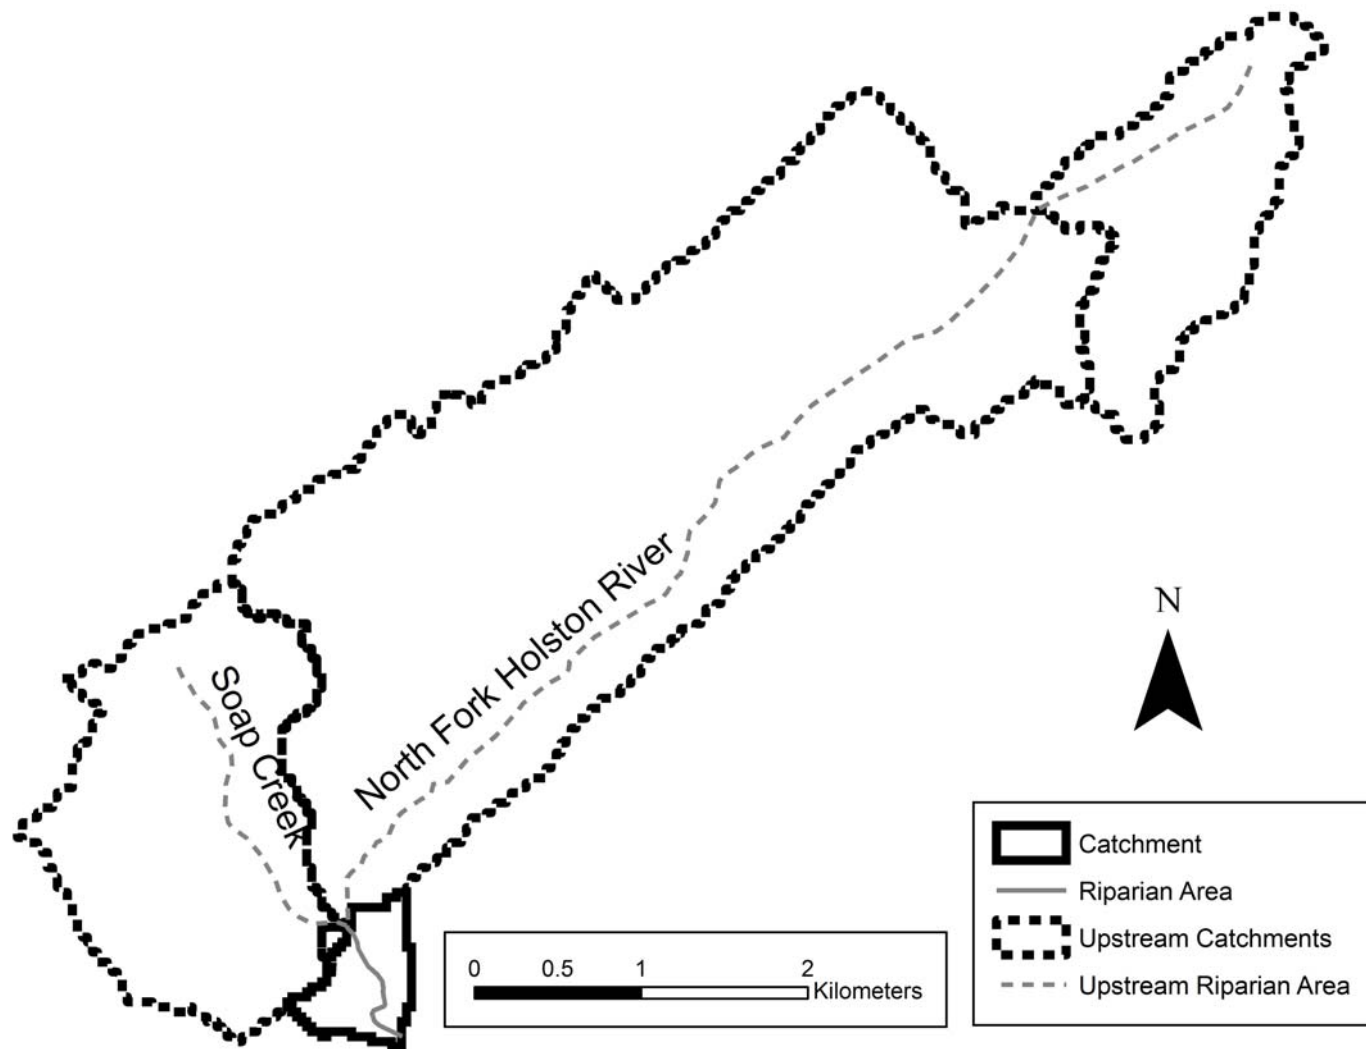 N
Soap Creek
North Fork Holston River
0 0.5 1 2
Kilometers
Catchment
Riparian Area
Upstream Catchments
Upstream Riparian Area